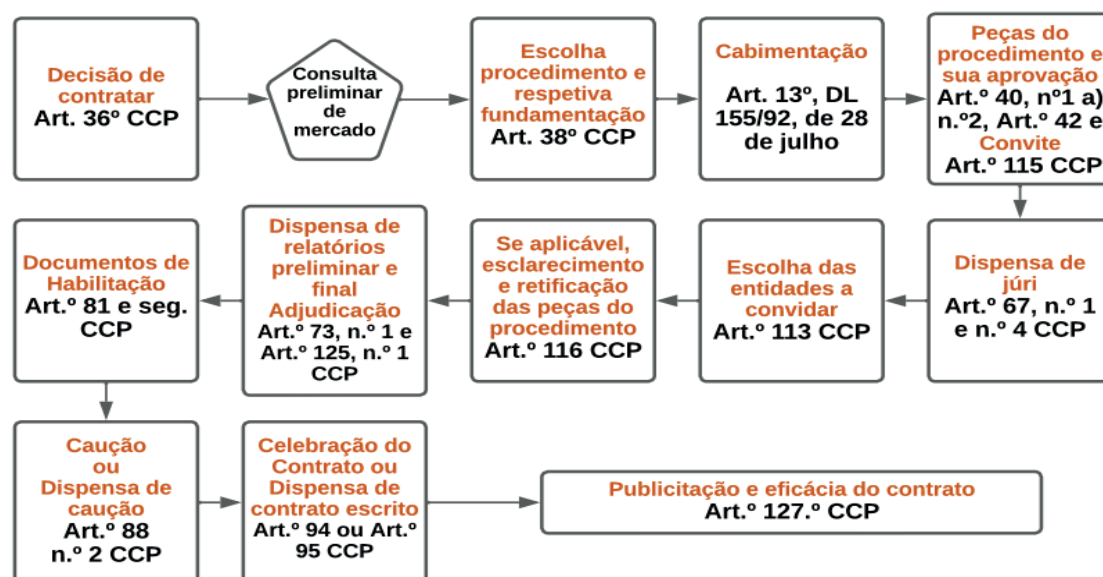 Decisão de
contratar
Art. 36º CCP
Consulta
preliminar
de
mercado
Escolha
procedimento e
respetiva
fundamentação
Art. 38º CCP
Cabimentação
Art. 13º, DL
155/92, de 28
de julho
Peças do
procedimento e
sua aprovação
Art.º 40, nº1 a)
n.º2, Art.º 42 e
Convite
Art.º 115 CCP
Dispensa de
júri
Art.º 67, n.º 1
e n.º 4 CCP
Escolha das
entidades a
convidar
Art.º 113 CCP
Se aplicável,
esclarecimento
e retificação
das peças do
procedimento
Art.º 116 CCP
Dispensa de
relatórios
preliminar e
final
Adjudicação
Art.º 73, n.º 1 e
Art.º 125, n.º 1
CCP
Documentos de
Habilitação
Art.º 81 e seg.
CCP
Caução
ou
Dispensa de
caução
Art.º 88
n.º 2 CCP
Celebração do
Contrato ou
Dispensa de
contrato escrito
Art.º 94 ou Art.º
95 CCP
Publicitação e eficácia do contrato
Art.º 127.º CCP